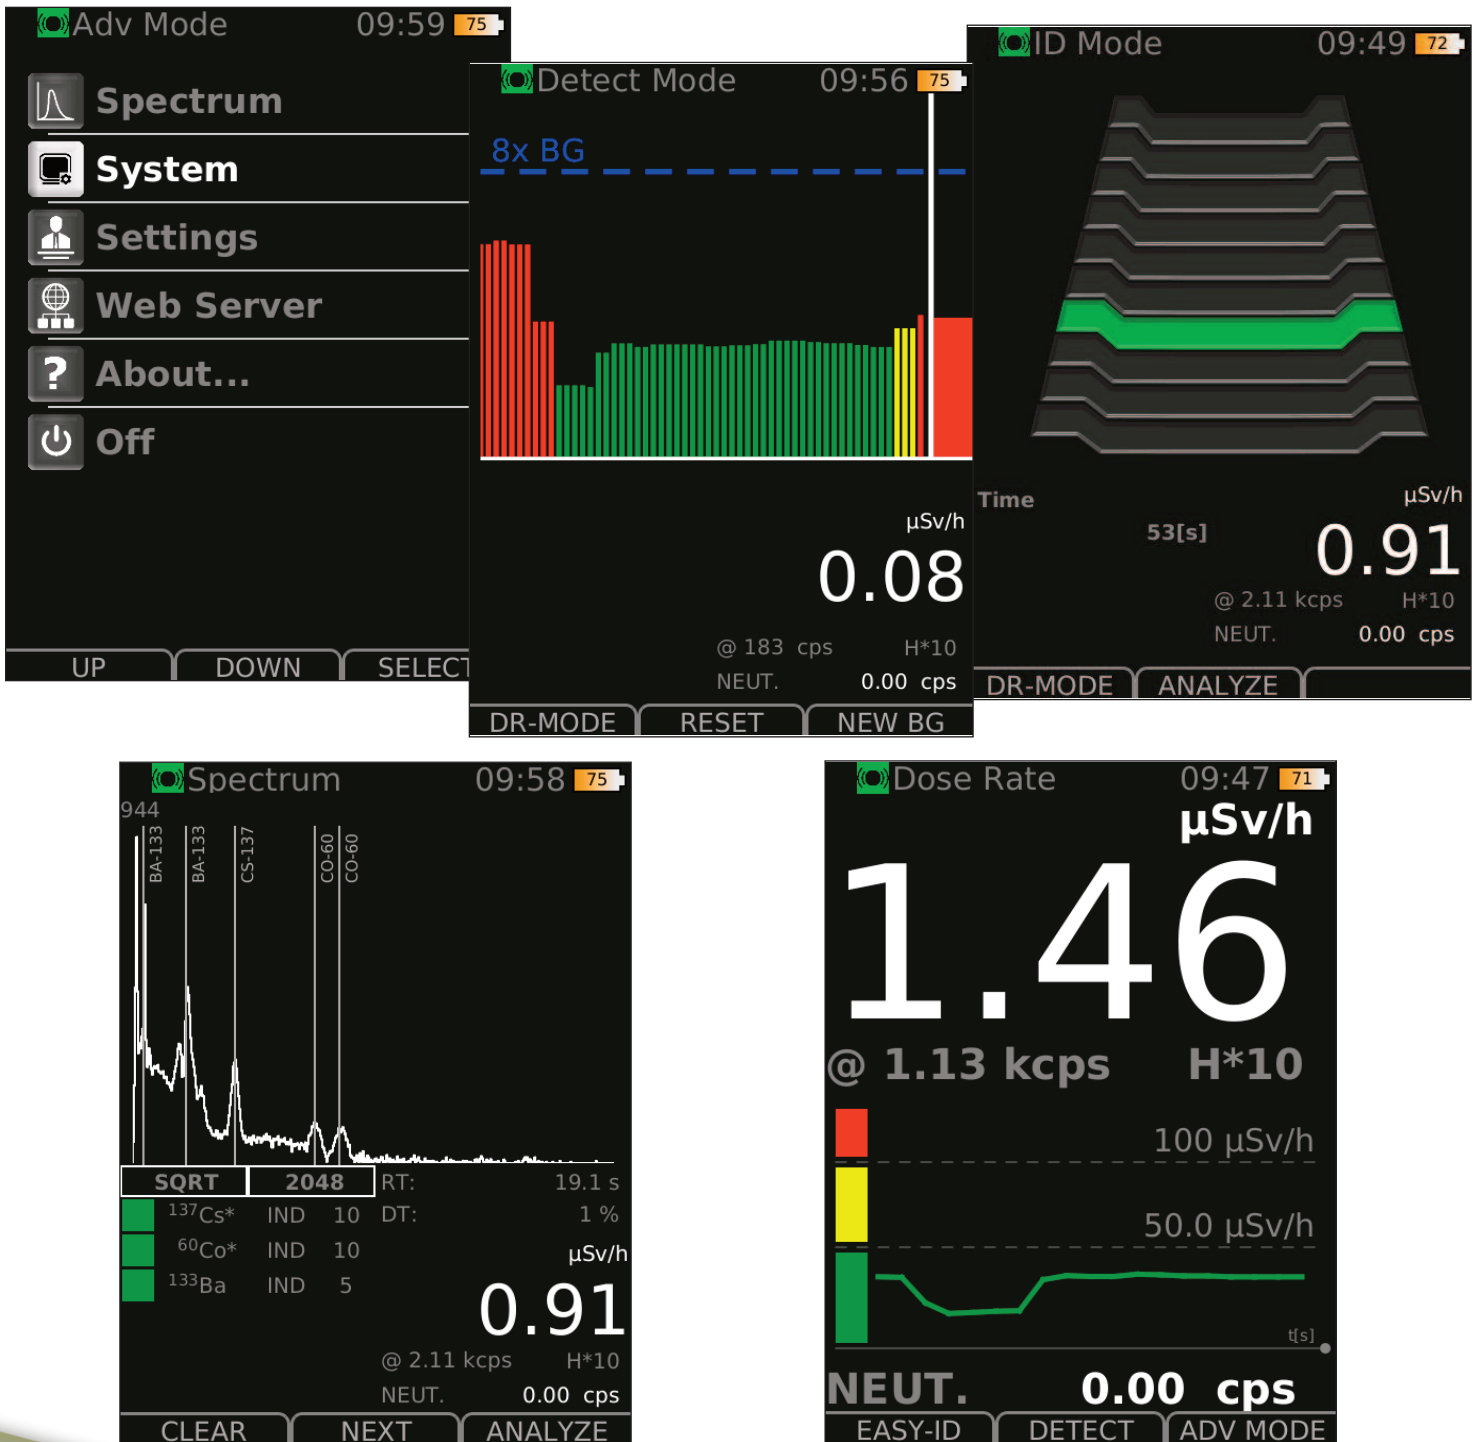 Adv Mode 09:59 75
Spectrum
System
Settings
Web Server
? About...
Off
UP DOWN SELECT
Detect Mode 09:56 75
8x BG
µSv/h
0.08
@ 183 cps H*10
NEUT. 0.00 cps
DR-MODE RESET NEW BG
ID Mode 09:49 72
Time µSv/h
53[s] 0.91
@ 2.11 kcps H*10
NEUT. 0.00 cps
DR-MODE ANALYZE
Spectrum 09:58 75
944
BA-133 BA-133 CS-137 CO-60 CO-60
SQRT 2048 RT: 19.1 s
137Cs* IND 10 DT: 1 %
60Co* IND 10 µSv/h
133Ba IND 5 0.91
@ 2.11 kcps H*10
NEUT. 0.00 cps
CLEAR NEXT ANALYZE
Dose Rate 09:47 71
µSv/h
1.46
@ 1.13 kcps H*10
100 µSv/h
50.0 µSv/h
t[s]
NEUT. 0.00 cps
EASY-ID DETECT ADV MODE